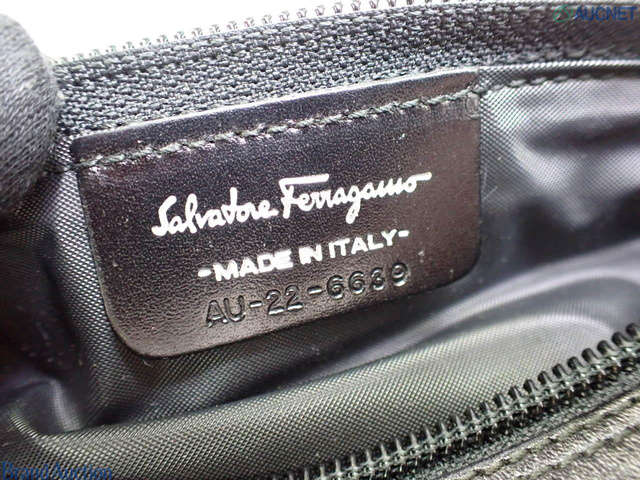 AUCNET
Salvatore Ferragamo
-MADE IN ITALY-
AU-22-6639
Brand Auction